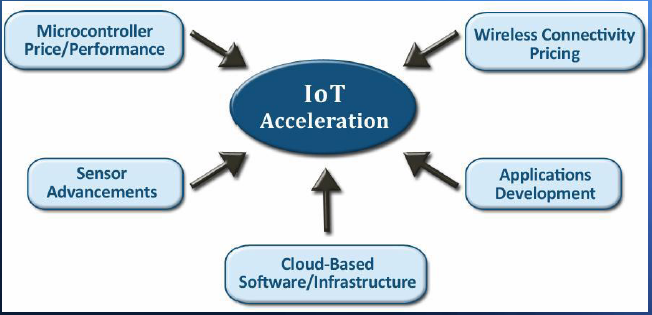 Microcontroller
Price/Performance
Wireless Connectivity
Pricing
IoT
Acceleration
Sensor
Advancements
Applications
Development
Cloud-Based
Software/Infrastructure